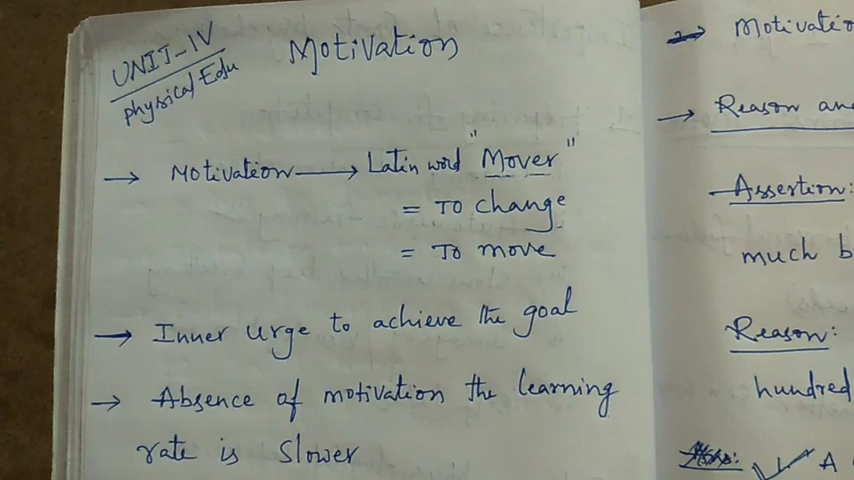 UNIT-IV
physical Edu
Motivation
→ Motivation → Latin word "Mover"
= To change
= To move
→ Inner urge to achieve the goal
→ Absence of motivation the learning
rate is slower
→ Motivatio
→ Reason an
Assertion:
much b
Reason:
hundred
A